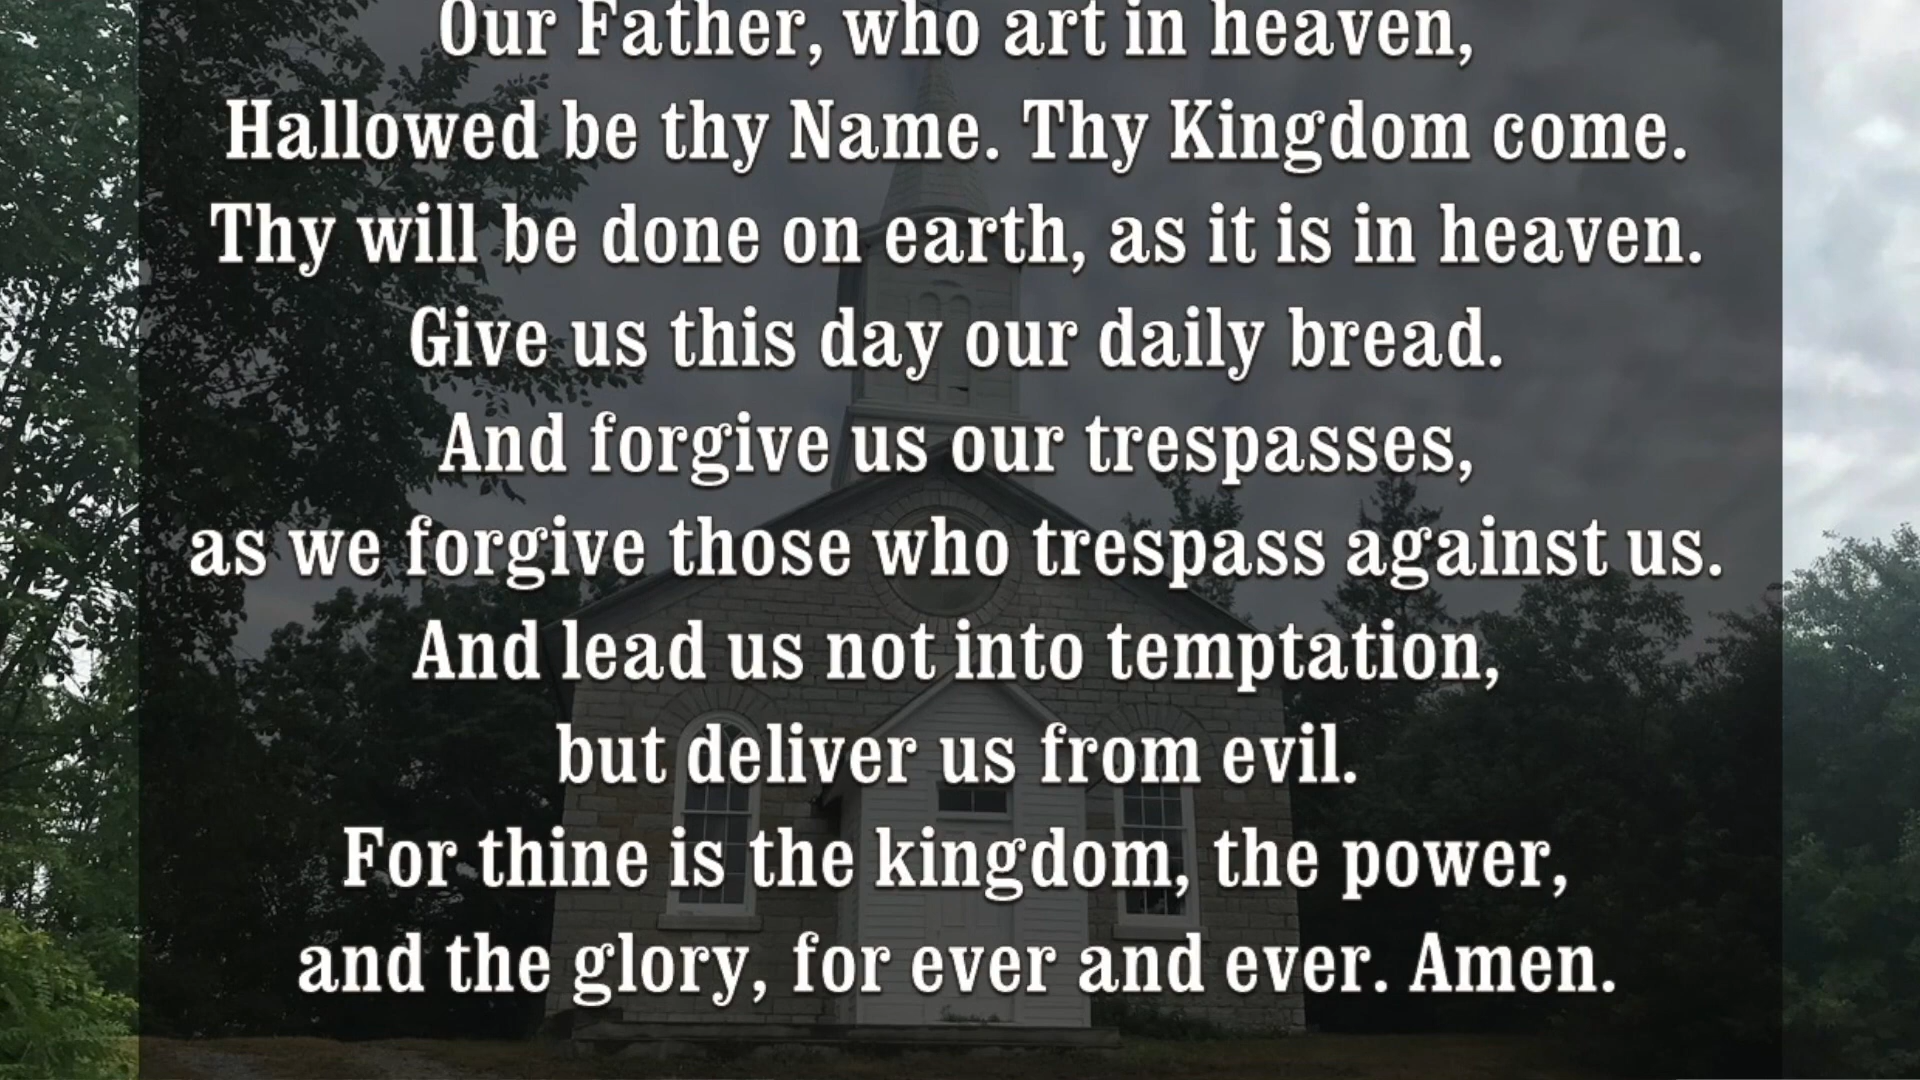 Our Father, who art in heaven,
Hallowed be thy Name. Thy Kingdom come.
Thy will be done on earth, as it is in heaven.
Give us this day our daily bread.
And forgive us our trespasses,
as we forgive those who trespass against us.
And lead us not into temptation,
but deliver us from evil.
For thine is the kingdom, the power,
and the glory, for ever and ever. Amen.